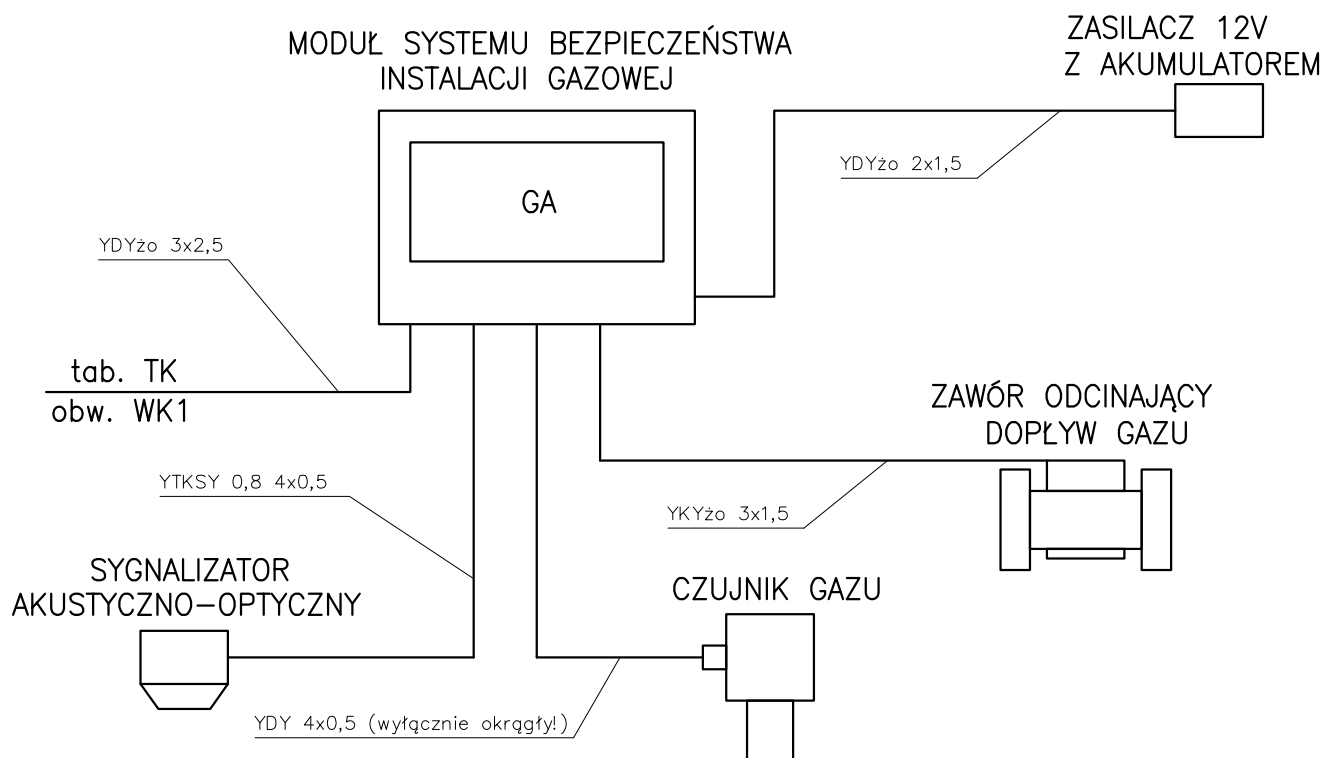 MODUŁ SYSTEMU BEZPIECZEŃSTWA
INSTALACJI GAZOWEJ
ZASILACZ 12V
Z AKUMULATOREM
YDYżo 2x1,5
GA
YDYżo 3x2,5
tab. TK
obw. WK1
ZAWÓR ODCINAJĄCY
DOPŁYW GAZU
YTKSY 0,8 4x0,5
YKYżo 3x1,5
SYGNALIZATOR
AKUSTYCZNO-OPTYCZNY
CZUJNIK GAZU
YDY 4x0,5 (wyłącznie okrągły!)